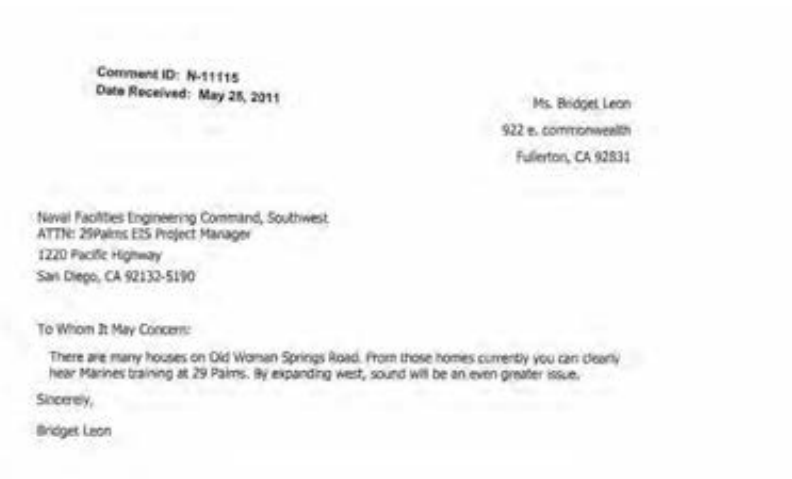 Comment ID: N-11115
Date Received: May 26, 2011
Ms. Bridget Leon
922 e. commonwealth
Fullerton, CA 92831
Naval Facilities Engineering Command, Southwest
ATTN: 29Palms EIS Project Manager
1220 Pacific Highway
San Diego, CA 92132-5190
To Whom It May Concern:
There are many houses on Old Woman Springs Road. From those homes currently you can clearly
hear Marines training at 29 Palms. By expanding west, sound will be an even greater issue.
Sincerely,
Bridget Leon